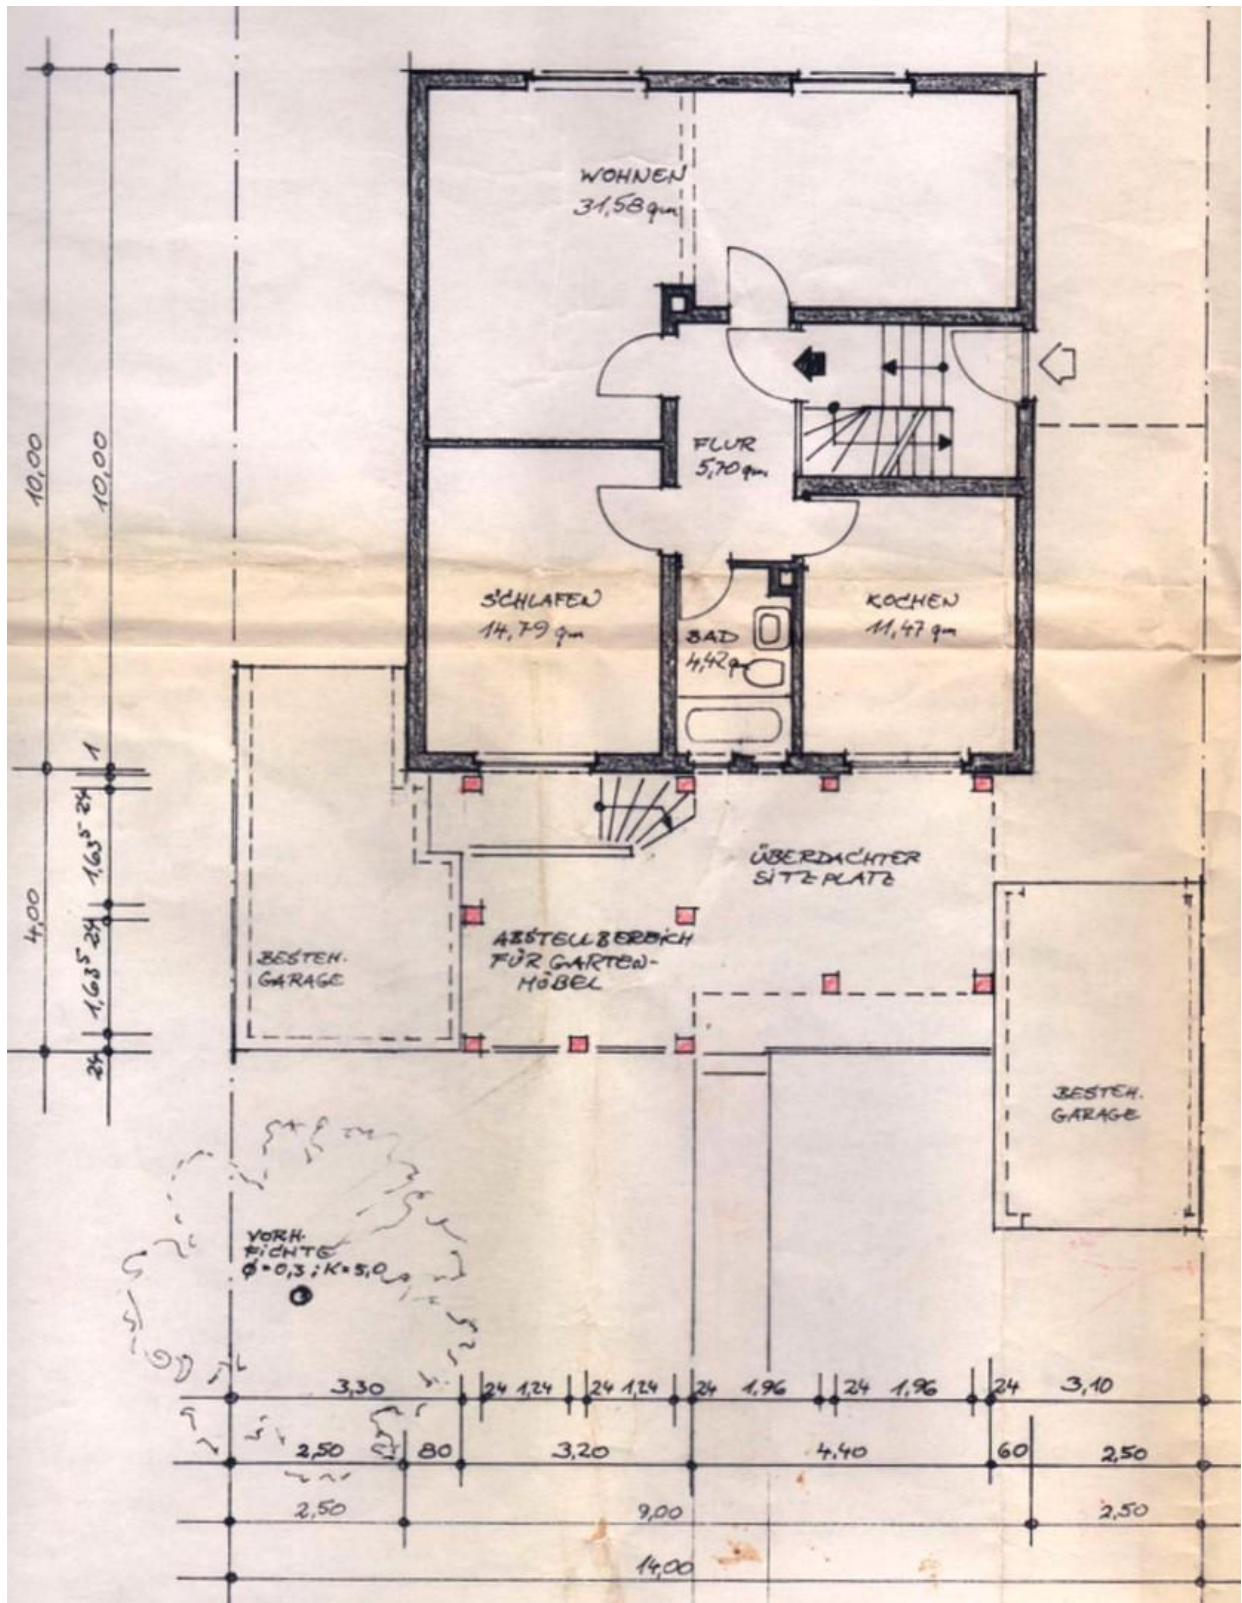 WOHNEN
31,58 qm
FLUR
5,70 qm
SCHLAFEN
14,79 qm
BAD
4,42 qm
KOCHEN
11,47 qm
10,00
10,00
1
24
1,63⁵
24
1,63⁵
24
4,00
ÜBERDACHTER
SITZPLATZ
ABSTELLBEREICH
FÜR GARTEN-
MÖBEL
BESTEH.
GARAGE
BESTEH.
GARAGE
VORH.
FICHTE
Ø=0,3; K=5,0
3,30 24 1,24 24 1,24 24 1,96 24 1,96 24 3,10
2,50 80 3,20 4,40 60 2,50
2,50 9,00 2,50
14,00